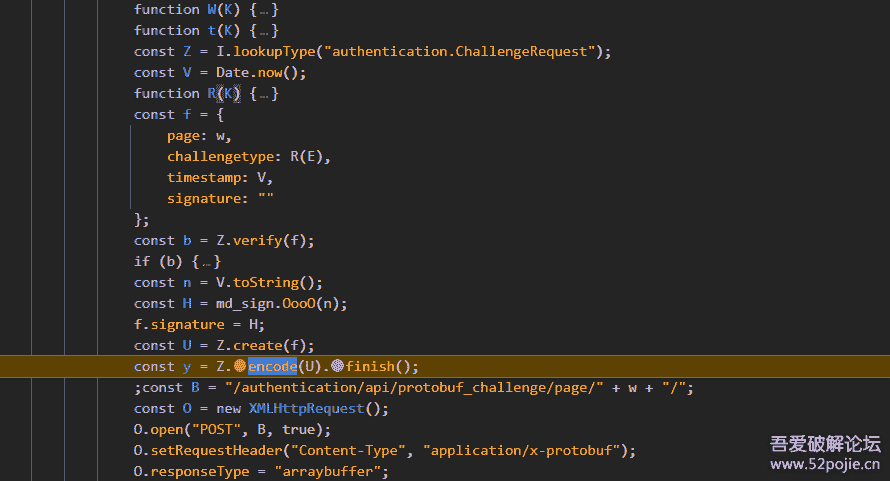 function W(K) {…}
function t(K) {…}
const Z = I.lookupType("authentication.ChallengeRequest");
const V = Date.now();
function R(K) {…}
const f = {
page: w,
challengetype: R(E),
timestamp: V,
signature: ""
};
const b = Z.verify(f);
if (b) {…}
const n = V.toString();
const H = md_sign.OooO(n);
f.signature = H;
const U = Z.create(f);
const y = Z.encode(U).finish();
;const B = "/authentication/api/protobuf_challenge/page/" + w + "/";
const O = new XMLHttpRequest();
O.open("POST", B, true);
O.setRequestHeader("Content-Type", "application/x-protobuf");
O.responseType = "arraybuffer";
吾爱破解论坛
www.52pojie.cn